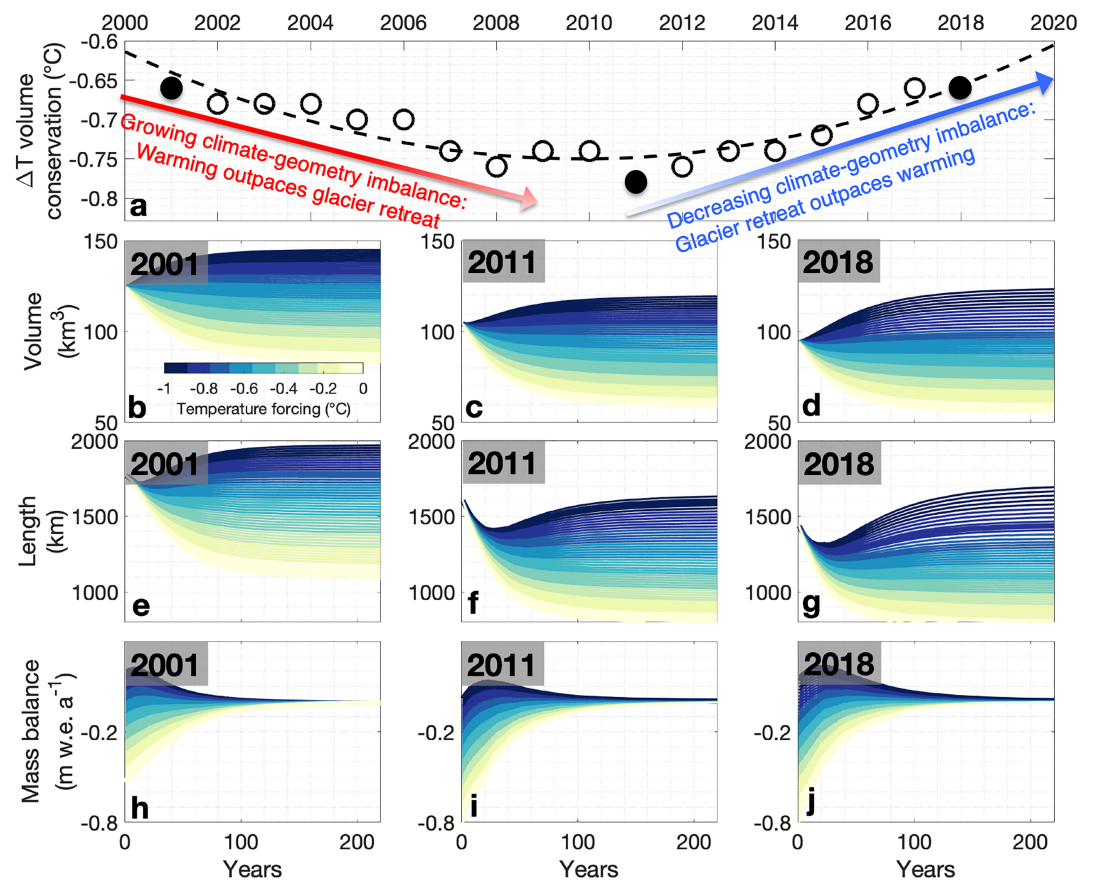 2000 2002 2004 2006 2008 2010 2012 2014 2016 2018 2020
ΔT volume
conservation (°C)
-0.6
-0.65
-0.7
-0.75
-0.8
Growing climate-geometry imbalance:
Warming outpaces glacier retreat
Decreasing climate-geometry imbalance:
Glacier retreat outpaces warming
a
Volume
(km³)
150
100
50
2001
-1 -0.8 -0.6 -0.4 -0.2 0
Temperature forcing (°C)
b
150
100
50
2011
c
150
100
50
2018
d
Length
(km)
2000
1500
1000
2001
e
2000
1500
1000
2011
f
2000
1500
1000
2018
g
Mass balance
(m w.e. a⁻¹)
-0.2
-0.8
2001
h
0 100 200
Years
-0.2
-0.8
2011
i
0 100 200
Years
-0.2
-0.8
2018
j
0 100 200
Years